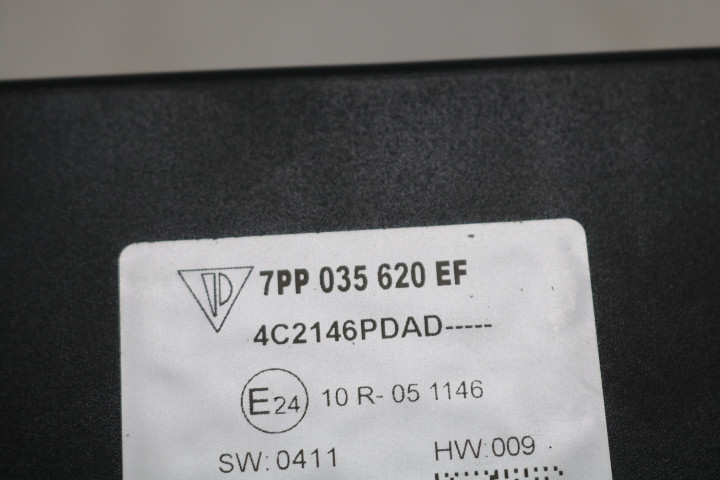 7PP 035 620 EF
4C2146PDAD-----
E24 10 R- 05 1146
SW: 0411 HW: 009